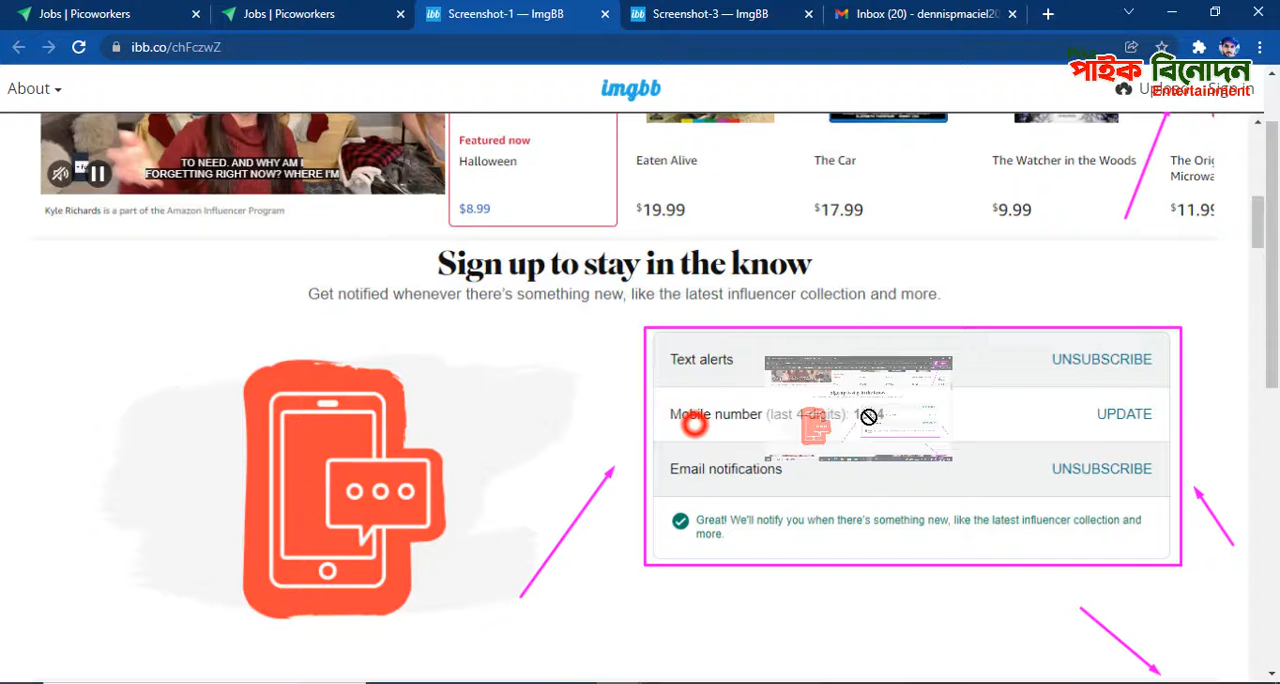 Jobs | Picoworkers
Jobs | Picoworkers
ibb Screenshot-1 — ImgBB
ibb Screenshot-3 — ImgBB
Inbox (20) - dennispmaciel20
ibb.co/chFczwZ
পাইক বিনোদন
Entertainment
About
imgbb
Sign in
TO NEED. AND WHY AM I
FORGETTING RIGHT NOW? WHERE I'M
Kyle Richards is a part of the Amazon Influencer Program
Featured now
Halloween
$8.99
Eaten Alive
$19.99
The Car
$17.99
The Watcher in the Woods
$9.99
The Orig
Microwa
$11.99
Sign up to stay in the know
Get notified whenever there's something new, like the latest influencer collection and more.
Text alerts UNSUBSCRIBE
Mobile number (last 4 digits): UPDATE
Email notifications UNSUBSCRIBE
Great! We'll notify you when there's something new, like the latest influencer collection and
more.